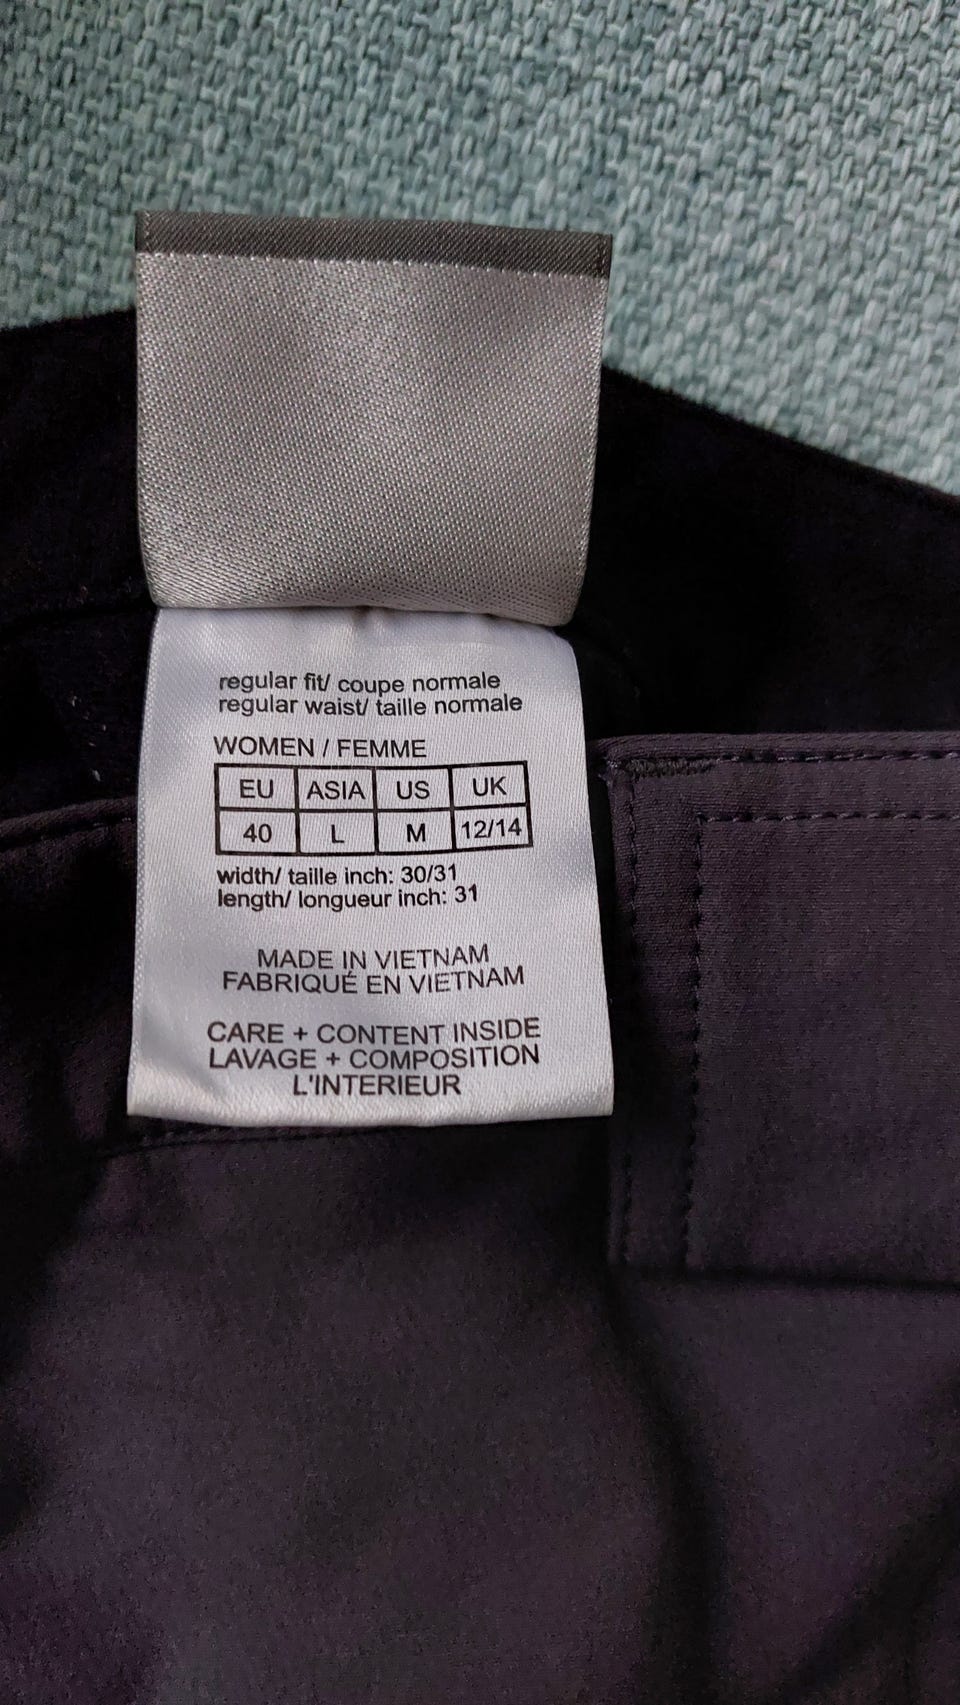 regular fit/ coupe normale
regular waist/ taille normale
WOMEN / FEMME
EU ASIA US UK
40 L M 12/14
width/ taille inch: 30/31
length/ longueur inch: 31
MADE IN VIETNAM
FABRIQUÉ EN VIETNAM
CARE + CONTENT INSIDE
LAVAGE + COMPOSITION
L'INTERIEUR